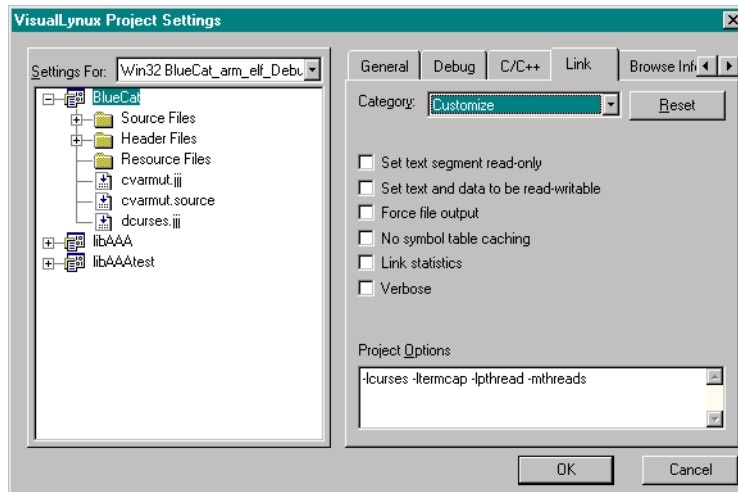 VisualLynux Project Settings
Settings For: Win32 BlueCat_arm_elf_Debu
General Debug C/C++ Link Browse Inf
BlueCat
Category: Customize Reset
Source Files
Header Files
Resource Files
Set text segment read-only
cvarmut.jjj
Set text and data to be read-writable
cvarmut.source
Force file output
dcurses.jjj
No symbol table caching
libAAA
Link statistics
libAAAtest
Verbose
Project Options
-lcurses -ltermcap -lpthread -mthreads
OK Cancel